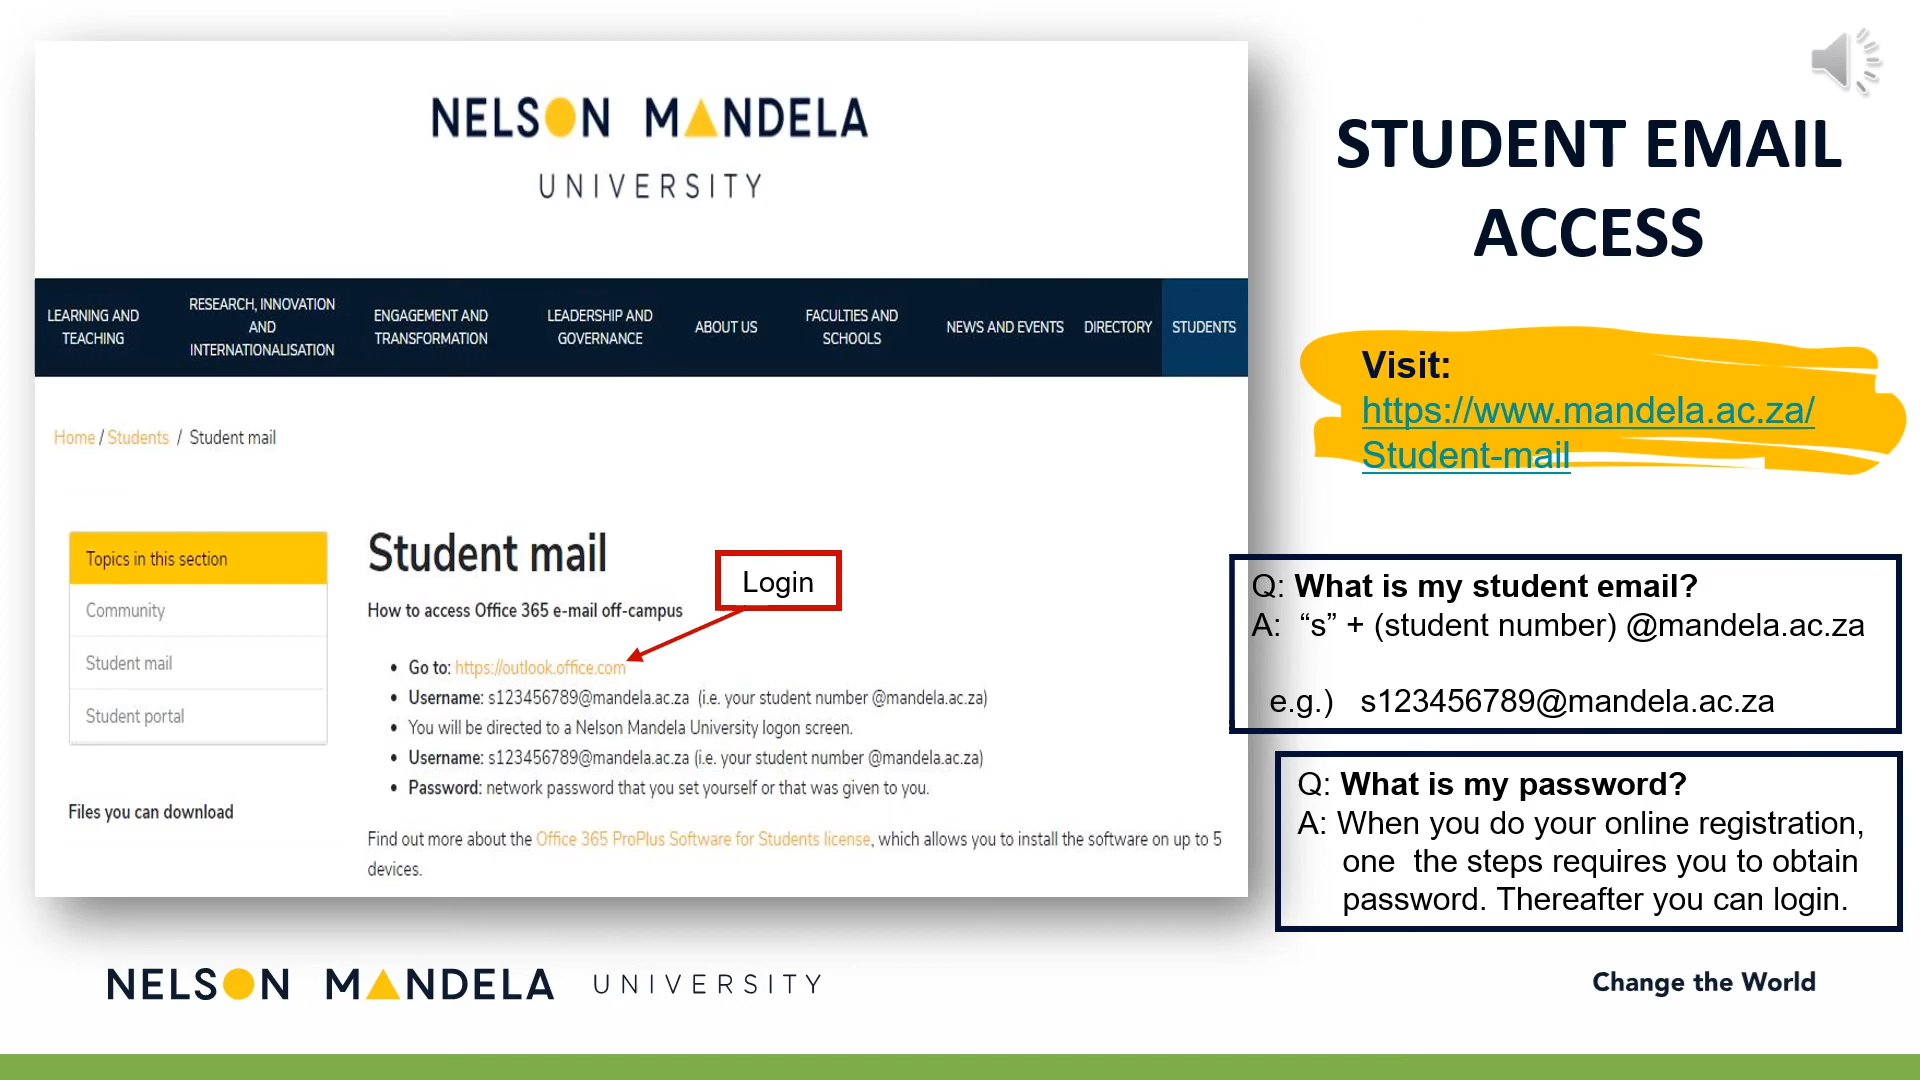 NELSON MANDELA
UNIVERSITY
LEARNING AND
TEACHING
RESEARCH, INNOVATION
AND
INTERNATIONALISATION
ENGAGEMENT AND
TRANSFORMATION
LEADERSHIP AND
GOVERNANCE
ABOUT US
FACULTIES AND
SCHOOLS
NEWS AND EVENTS
DIRECTORY
STUDENTS
Home / Students / Student mail
Topics in this section
Community
Student mail
Student portal
Files you can download
Student mail
Login
How to access Office 365 e-mail off-campus
• Go to: https://outlook.office.com
• Username: s123456789@mandela.ac.za (i.e. your student number @mandela.ac.za)
• You will be directed to a Nelson Mandela University logon screen.
• Username: s123456789@mandela.ac.za (i.e. your student number @mandela.ac.za)
• Password: network password that you set yourself or that was given to you.
Find out more about the Office 365 ProPlus Software for Students license, which allows you to install the software on up to 5
devices.
STUDENT EMAIL
ACCESS
Visit:
https://www.mandela.ac.za/
Student-mail
Q: What is my student email?
A: “s” + (student number) @mandela.ac.za
e.g.) s123456789@mandela.ac.za
Q: What is my password?
A: When you do your online registration,
one the steps requires you to obtain
password. Thereafter you can login.
NELSON MANDELA UNIVERSITY
Change the World